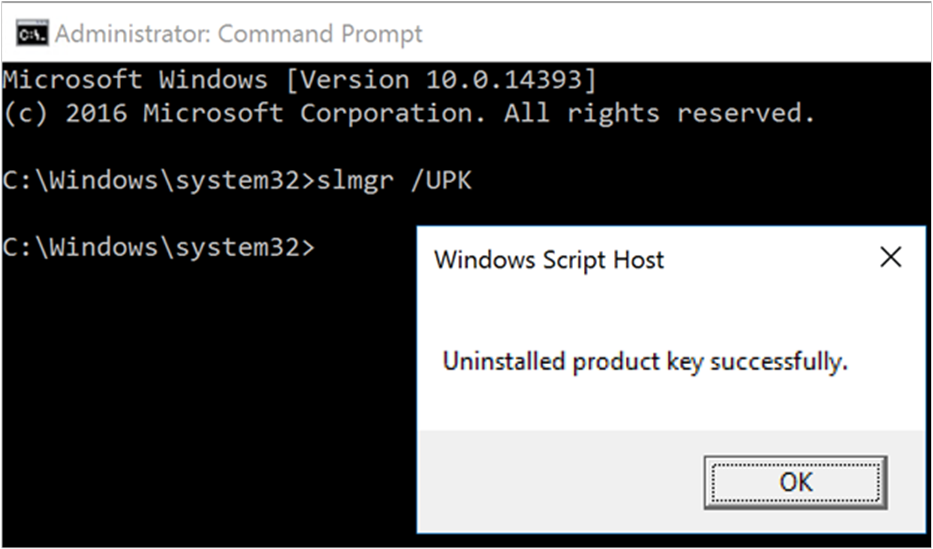 Administrator: Command Prompt
Microsoft Windows [Version 10.0.14393]
(c) 2016 Microsoft Corporation. All rights reserved.
C:\Windows\system32>slmgr /UPK
C:\Windows\system32>
Windows Script Host
Uninstalled product key successfully.
OK